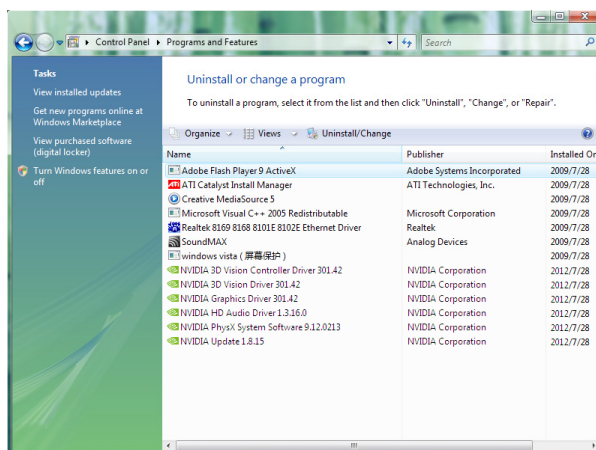 Control Panel ▸ Programs and Features
Search
Tasks
View installed updates
Get new programs online at
Windows Marketplace
View purchased software
(digital locker)
Turn Windows features on or
off
Uninstall or change a program
To uninstall a program, select it from the list and then click "Uninstall", "Change", or "Repair".
Organize Views Uninstall/Change
Name Publisher Installed On
Adobe Flash Player 9 ActiveX Adobe Systems Incorporated 2009/7/28
ATI Catalyst Install Manager ATI Technologies, Inc. 2009/7/28
Creative MediaSource 5 2009/7/28
Microsoft Visual C++ 2005 Redistributable Microsoft Corporation 2009/7/28
Realtek 8169 8168 8101E 8102E Ethernet Driver Realtek 2009/7/28
SoundMAX Analog Devices 2009/7/28
windows vista ( 屏幕保护 ) 2009/7/28
NVIDIA 3D Vision Controller Driver 301.42 NVIDIA Corporation 2012/7/28
NVIDIA 3D Vision Driver 301.42 NVIDIA Corporation 2012/7/28
NVIDIA Graphics Driver 301.42 NVIDIA Corporation 2012/7/28
NVIDIA HD Audio Driver 1.3.16.0 NVIDIA Corporation 2012/7/28
NVIDIA PhysX System Software 9.12.0213 NVIDIA Corporation 2012/7/28
NVIDIA Update 1.8.15 NVIDIA Corporation 2012/7/28